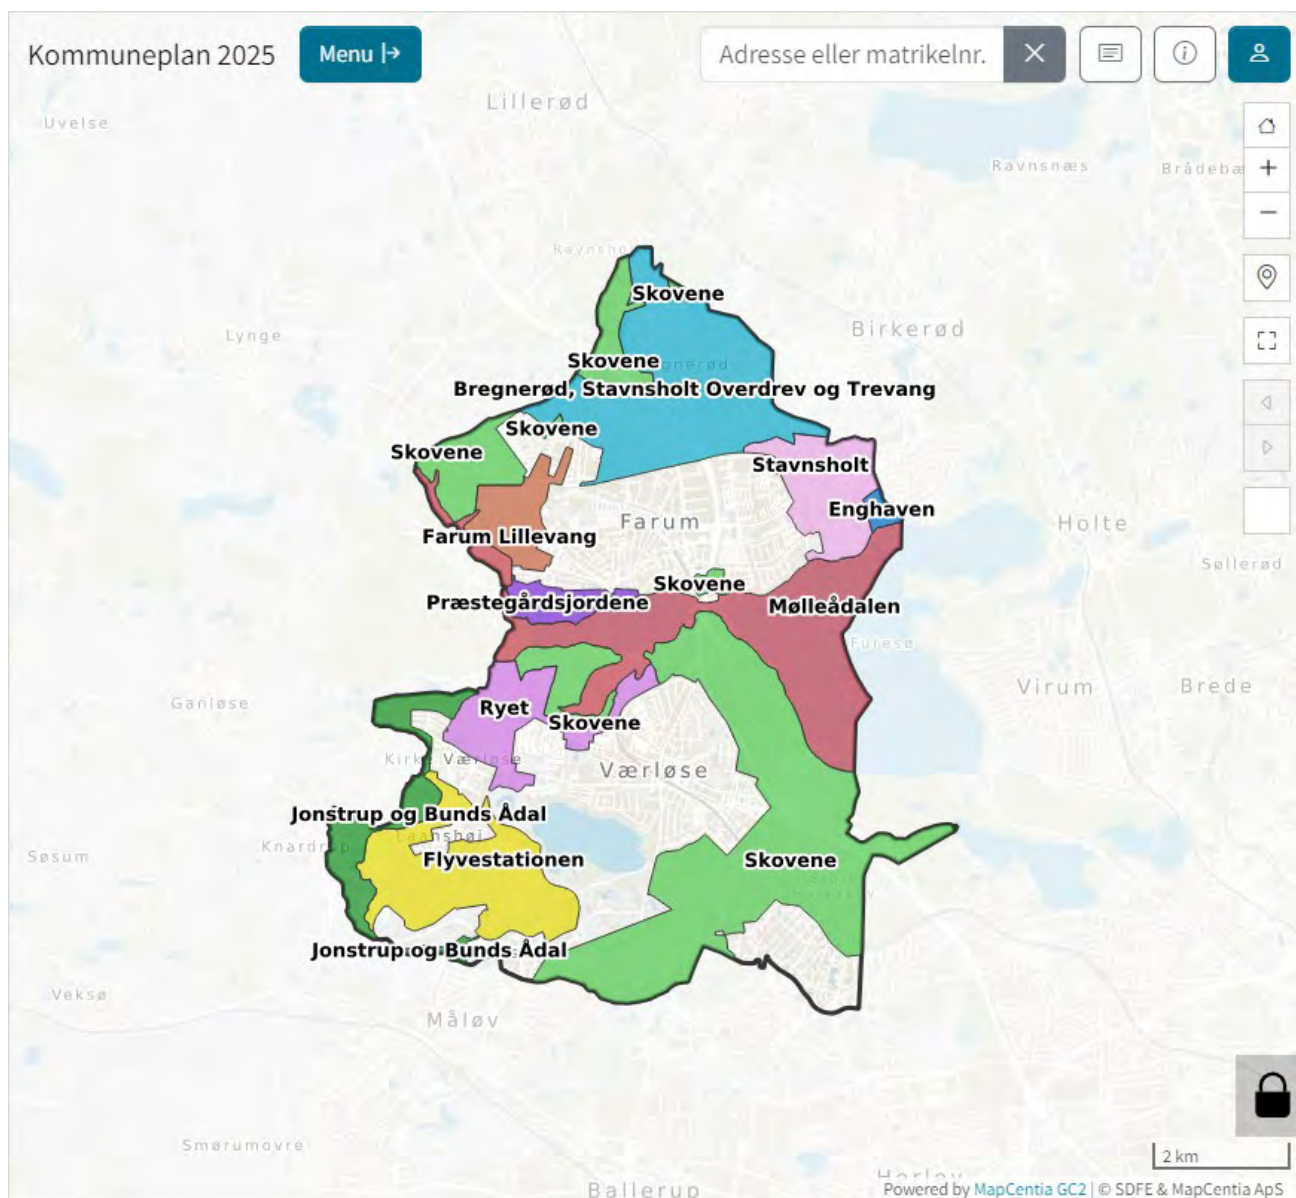 Kommuneplan 2025
Menu
Adresse eller matrikelnr.
Lillerød
Uvelse
Ravnsnæs
Skovene
Birkerød
Lynge
Skovene
Bregnerød, Stavnsholt Overdrev og Trevang
Skovene
Skovene
Stavnsholt
Enghaven
Farum
Holte
Farum Lillevang
Søllerød
Skovene
Præstegårdsjordene
Mølleådalen
Furesø
Virum
Brede
Ganløse
Ryet
Skovene
Værløse
Jonstrup og Bunds Ådal
Søsum
Flyvestationen
Skovene
Jonstrup og Bunds Ådal
Veksø
Måløv
Smørumovre
2 km
Ballerup
Powered by MapCentia GC2 | © SDFE & MapCentia ApS